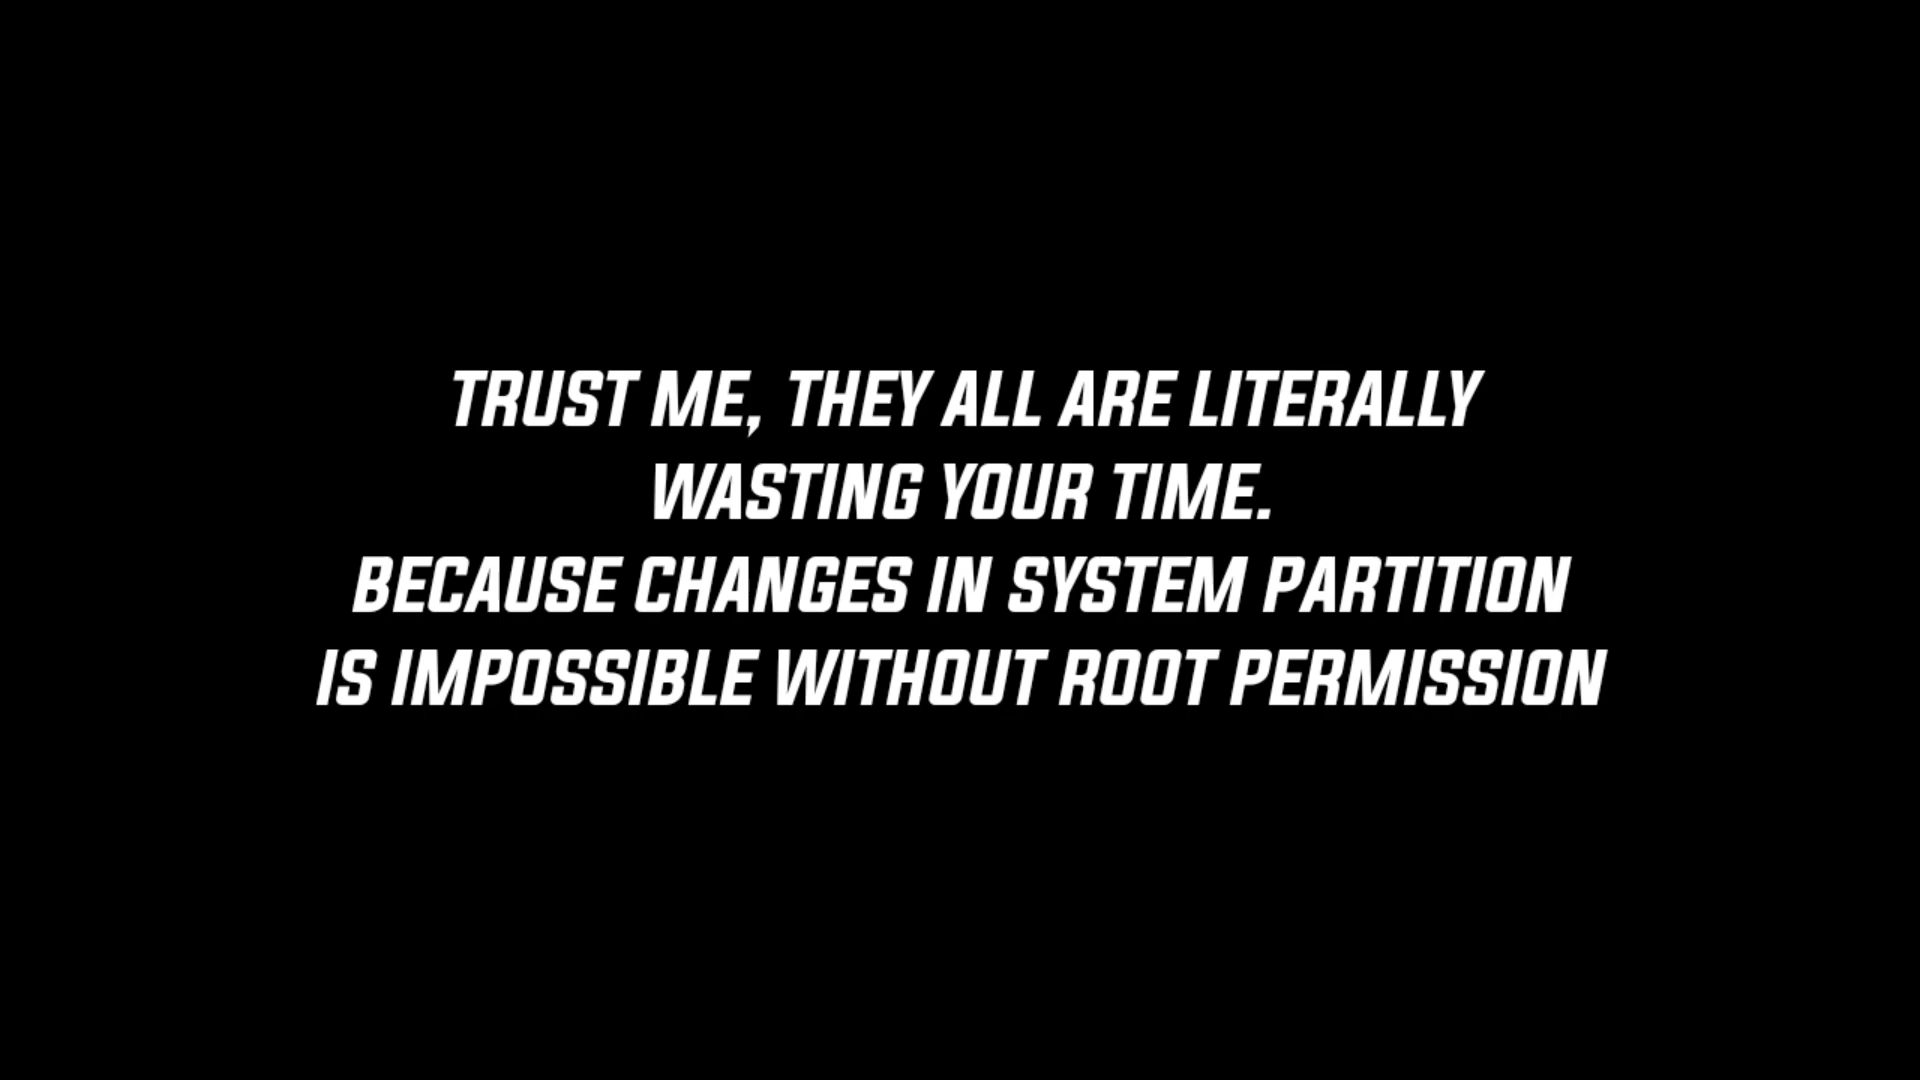 TRUST ME, THEY ALL ARE LITERALLY
WASTING YOUR TIME.
BECAUSE CHANGES IN SYSTEM PARTITION
IS IMPOSSIBLE WITHOUT ROOT PERMISSION